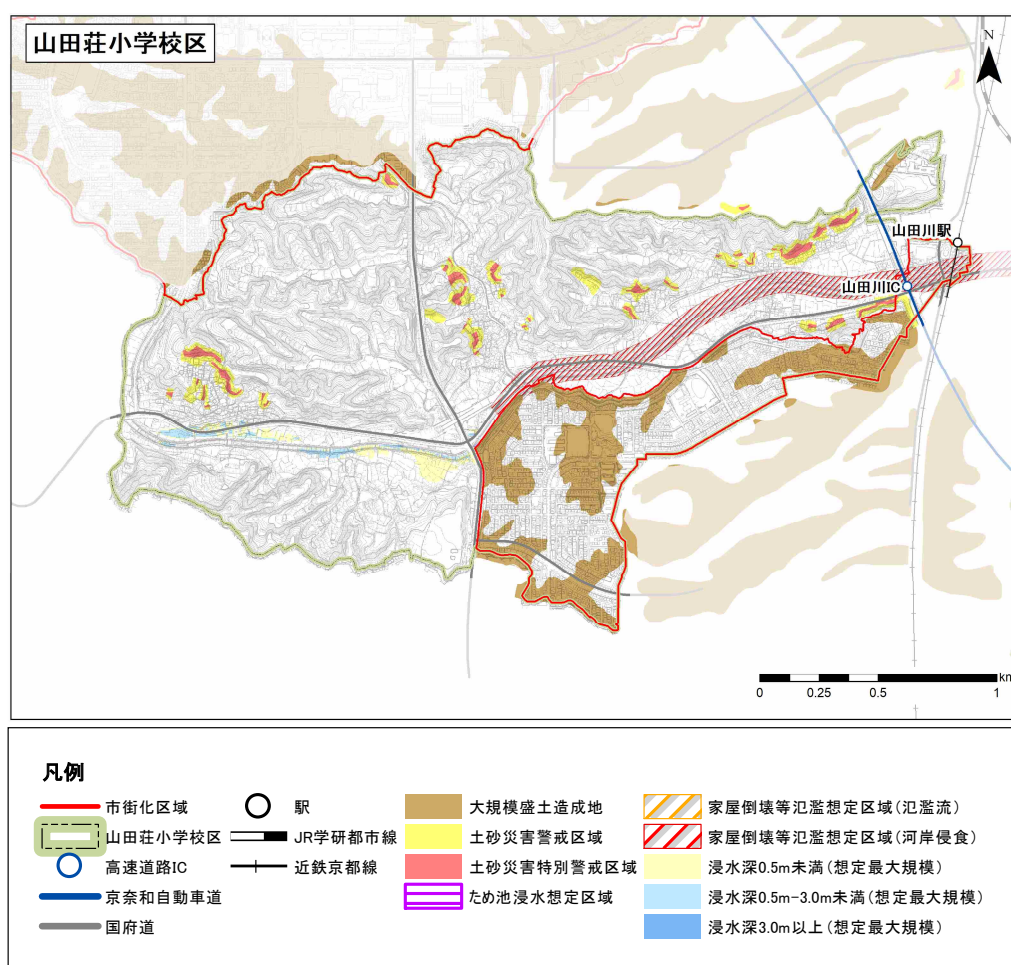 山田荘小学校区
N
山田川駅
山田川IC
km
0 0.25 0.5 1
凡例
市街化区域
山田荘小学校区
高速道路IC
京奈和自動車道
国府道
駅
JR学研都市線
近鉄京都線
大規模盛土造成地
土砂災害警戒区域
土砂災害特別警戒区域
ため池浸水想定区域
家屋倒壊等氾濫想定区域(氾濫流)
家屋倒壊等氾濫想定区域(河岸侵食)
浸水深0.5m未満(想定最大規模)
浸水深0.5m-3.0m未満(想定最大規模)
浸水深3.0m以上(想定最大規模)